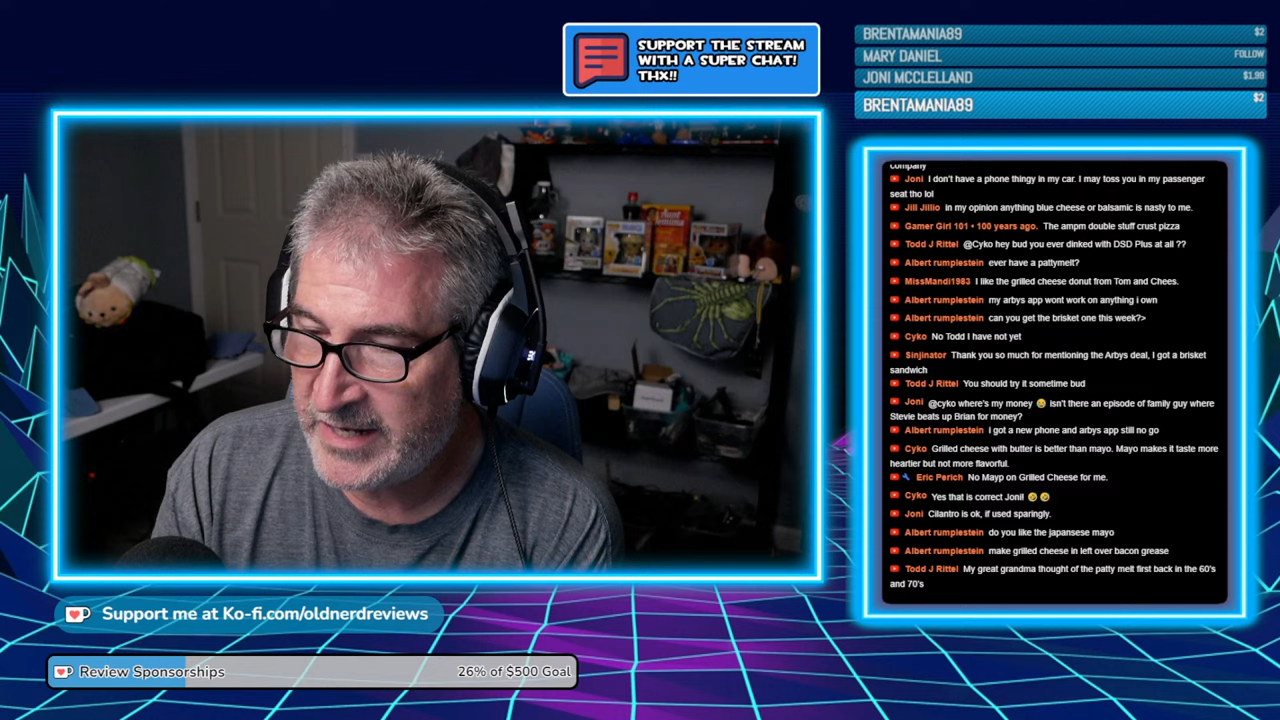 SUPPORT THE STREAM
WITH A SUPER CHAT!
THX!!
BRENTAMANIA89 $2
MARY DANIEL FOLLOW
JONI MCCLELLAND $1.99
BRENTAMANIA89 $2
company
Joni I don't have a phone thingy in my car. I may toss you in my passenger
seat tho lol
Jill Jillio in my opinion anything blue cheese or balsamic is nasty to me.
Gamer Girl 101 • 100 years ago. The ampm double stuff crust pizza
Todd J Rittel @Cyko hey bud you ever dinked with DSD Plus at all ??
Albert rumplestein ever have a pattymelt?
MissMandi1983 I like the grilled cheese donut from Tom and Chees.
Albert rumplestein my arbys app wont work on anything i own
Albert rumplestein can you get the brisket one this week?>
Cyko No Todd I have not yet
Sinjinator Thank you so much for mentioning the Arbys deal, I got a brisket
sandwich
Todd J Rittel You should try it sometime bud
Joni @cyko where's my money 😂 isn't there an episode of family guy where
Stevie beats up Brian for money?
Albert rumplestein i got a new phone and arbys app still no go
Cyko Grilled cheese with butter is better than mayo. Mayo makes it taste more
heartier but not more flavorful.
Eric Perich No Mayp on Grilled Cheese for me.
Cyko Yes that is correct Joni! 🤣 🤣
Joni Cilantro is ok, if used sparingly.
Albert rumplestein do you like the japansese mayo
Albert rumplestein make grilled cheese in left over bacon grease
Todd J Rittel My great grandma thought of the patty melt first back in the 60's
and 70's
Support me at Ko-fi.com/oldnerdreviews
Review Sponsorships 26% of $500 Goal